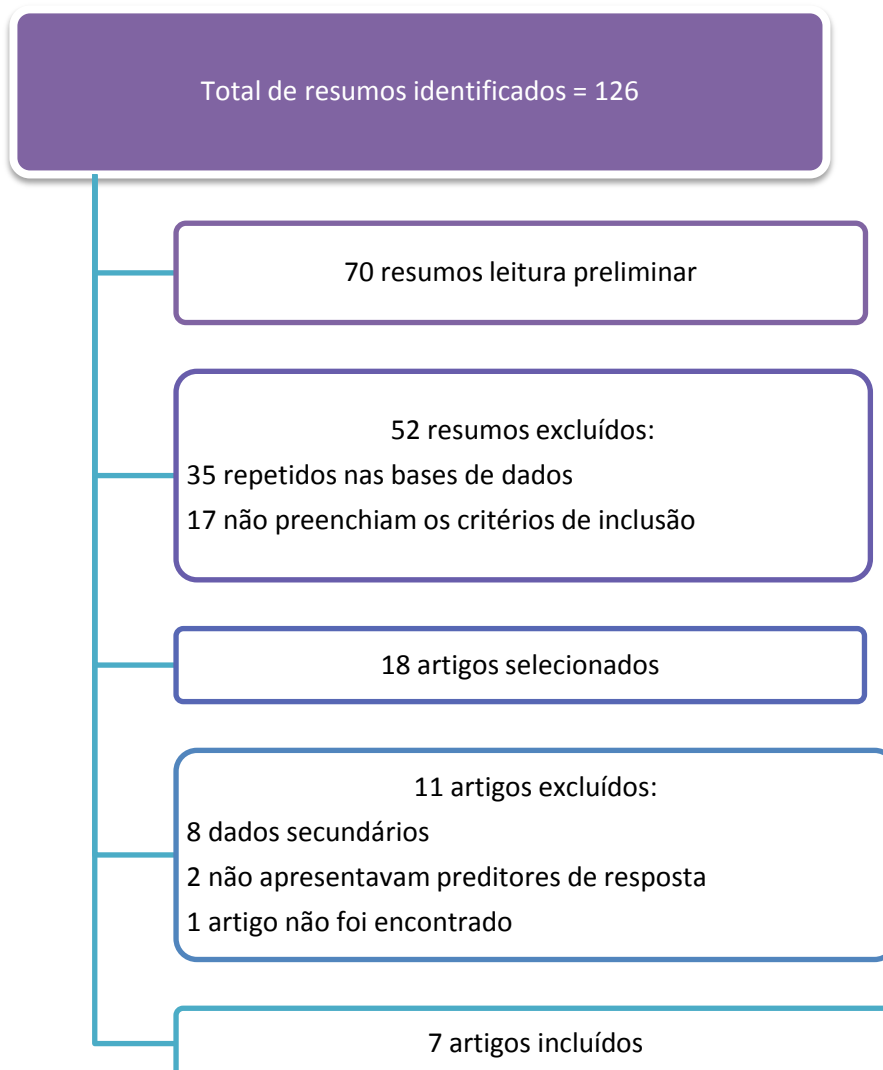 Total de resumos identificados = 126
70 resumos leitura preliminar
52 resumos excluídos:
35 repetidos nas bases de dados
17 não preenchiam os critérios de inclusão
18 artigos selecionados
11 artigos excluídos:
8 dados secundários
2 não apresentavam preditores de resposta
1 artigo não foi encontrado
7 artigos incluídos